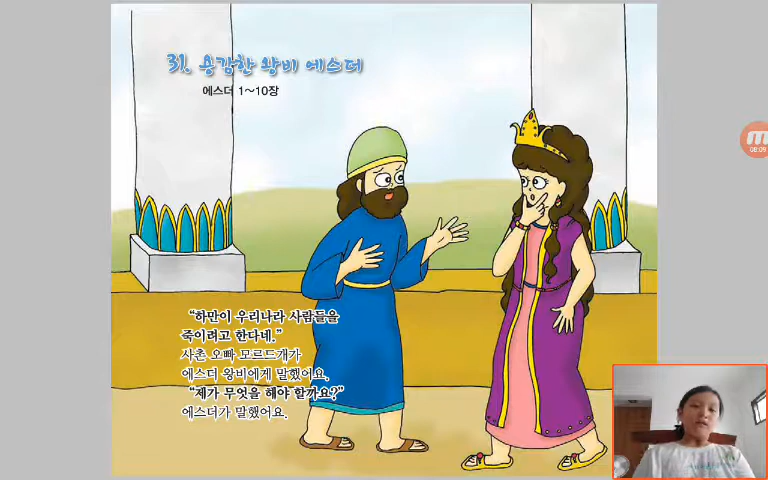 31. 용감한 왕비 에스더
에스더 1~10장
08:09
“하만이 우리나라 사람들을
죽이려고 한다네.”
사촌 오빠 모르드개가
에스더 왕비에게 말했어요.
“제가 무엇을 해야 할까요?”
에스더가 말했어요.